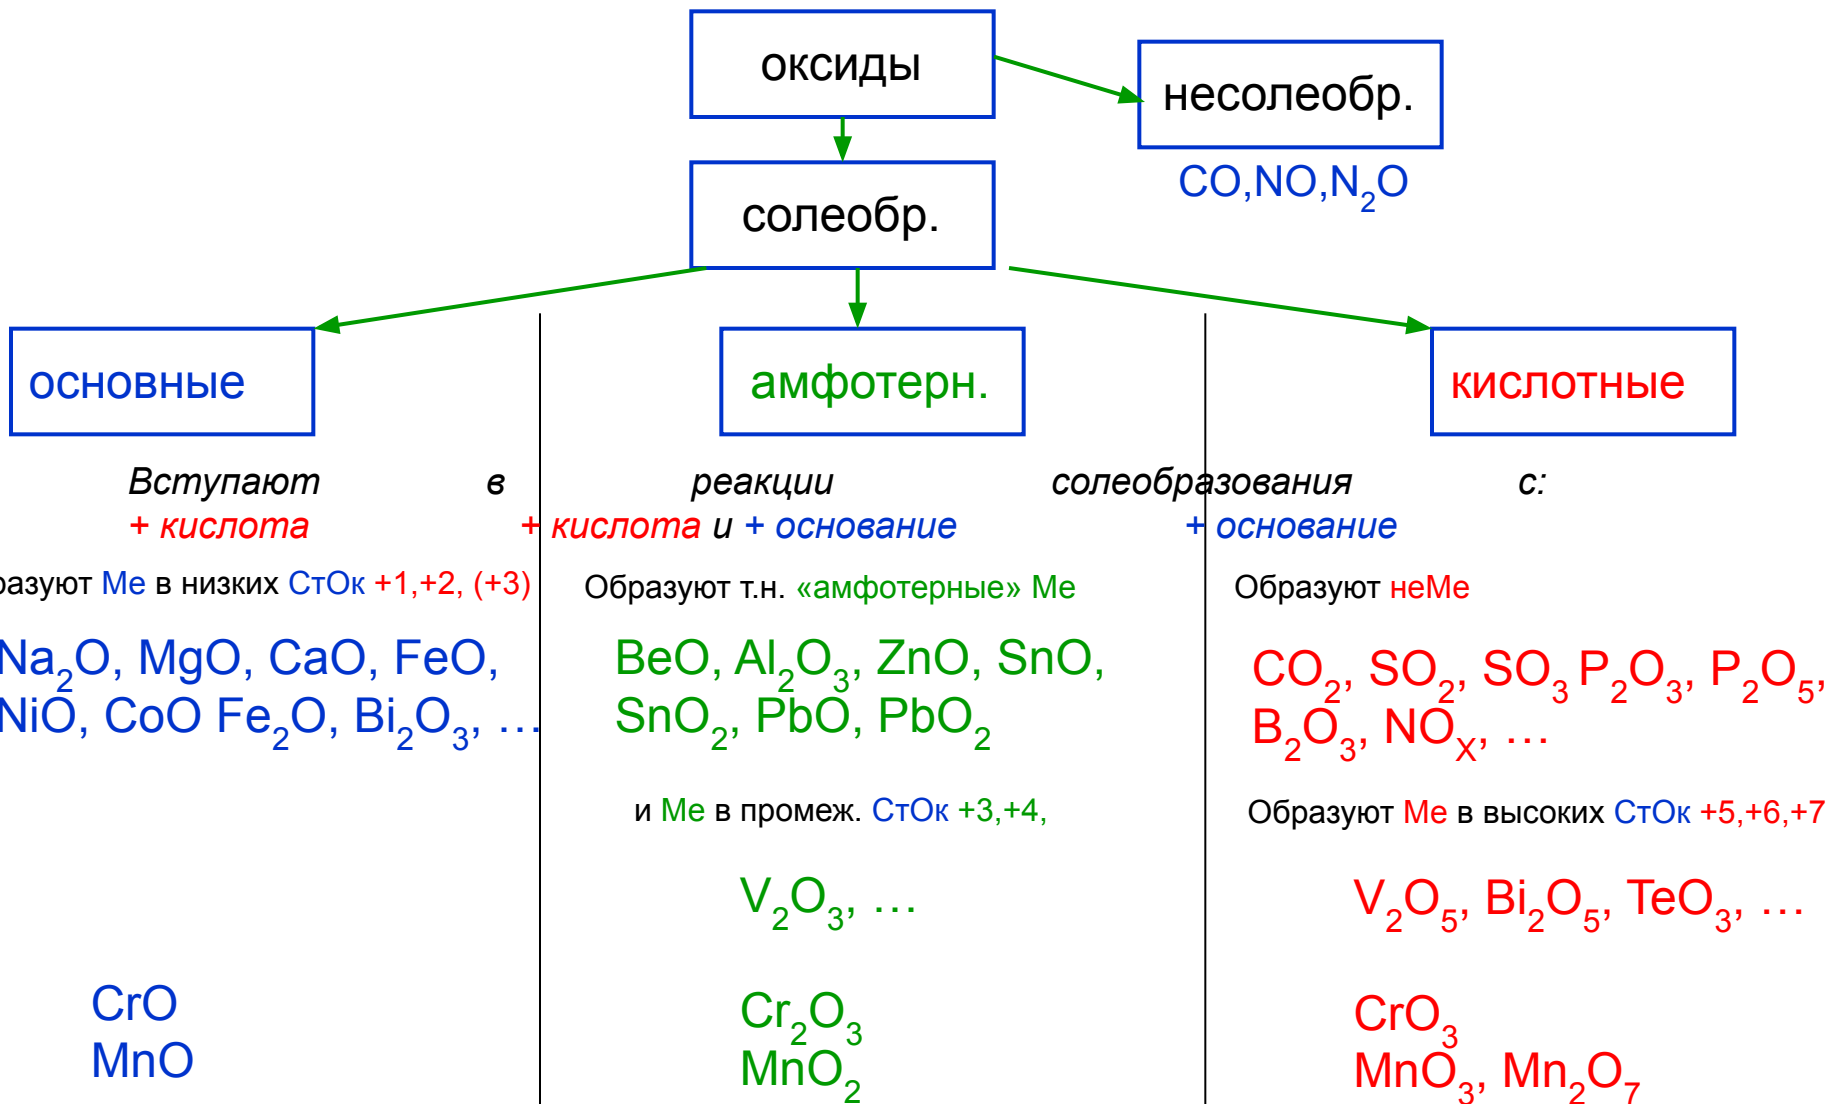 оксиды
несолеобр.
CO,NO,N₂O
солеобр.
основные
амфотерн.
кислотные
Вступают в реакции солеобразования с:
+ кислота + кислота и + основание + основание
разуют Ме в низких СтОк +1,+2, (+3)
Na₂O, MgO, CaO, FeO,
NiO, CoO Fe₂O, Bi₂O₃, …
CrO
MnO
Образуют т.н. «амфотерные» Ме
BeO, Al₂O₃, ZnO, SnO,
SnO₂, PbO, PbO₂
и Ме в промеж. СтОк +3,+4,
V₂O₃, …
Cr₂O₃
MnO₂
Образуют неМе
CO₂, SO₂, SO₃ P₂O₃, P₂O₅,
B₂O₃, NOₓ, …
Образуют Ме в высоких СтОк +5,+6,+7
V₂O₅, Bi₂O₅, TeO₃, …
CrO₃
MnO₃, Mn₂O₇